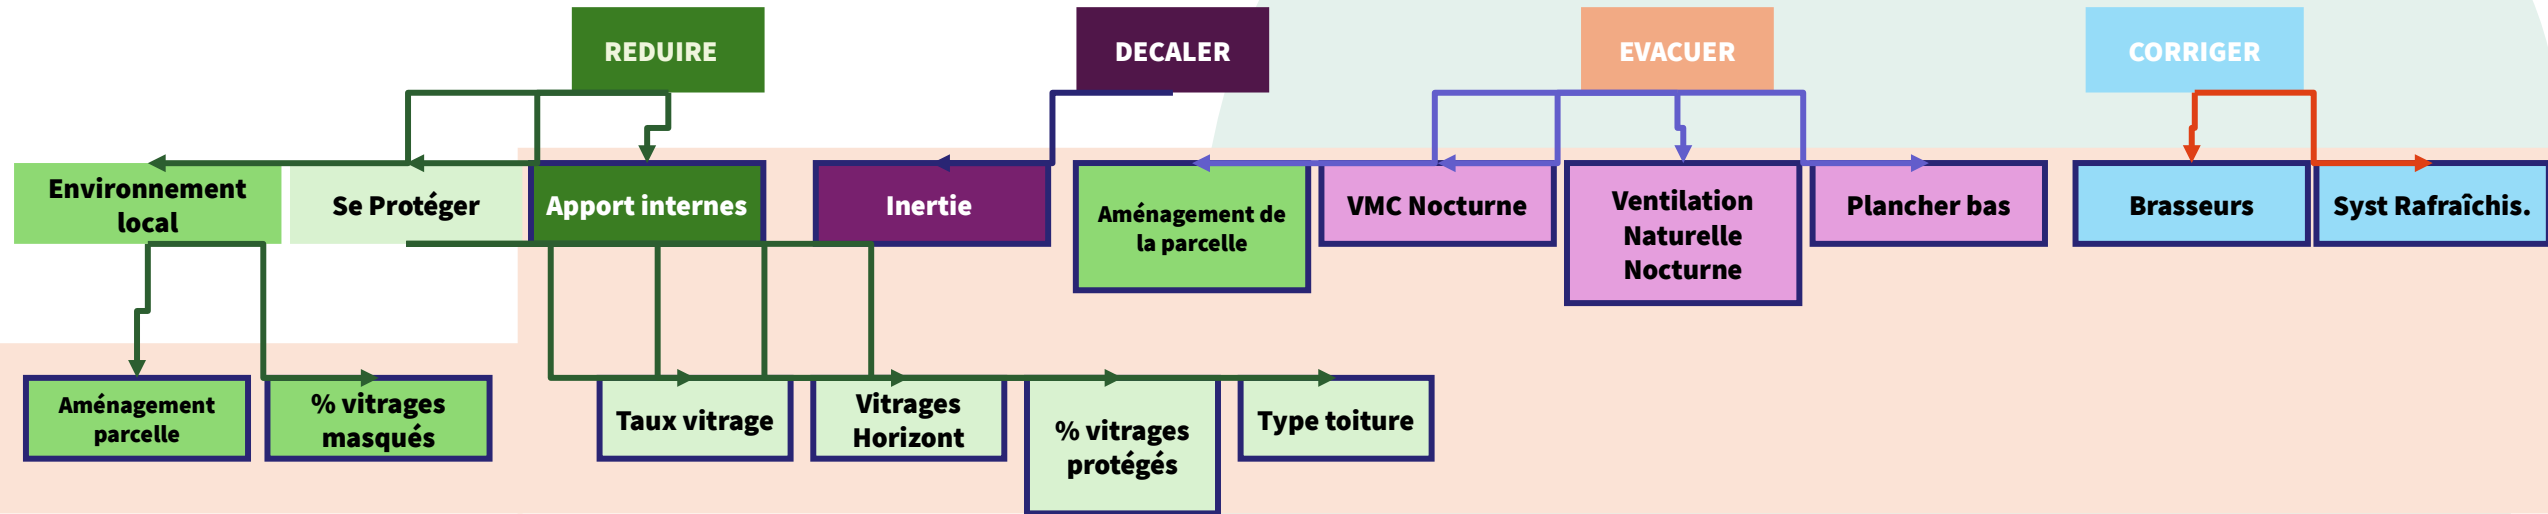 REDUIRE
DECALER
EVACUER
CORRIGER
Environnement
local
Se Protéger
Apport internes
Inertie
Aménagement de
la parcelle
VMC Nocturne
Ventilation
Naturelle
Nocturne
Plancher bas
Brasseurs
Syst Rafraîchis.
Aménagement
parcelle
% vitrages
masqués
Taux vitrage
Vitrages
Horizont
% vitrages
protégés
Type toiture